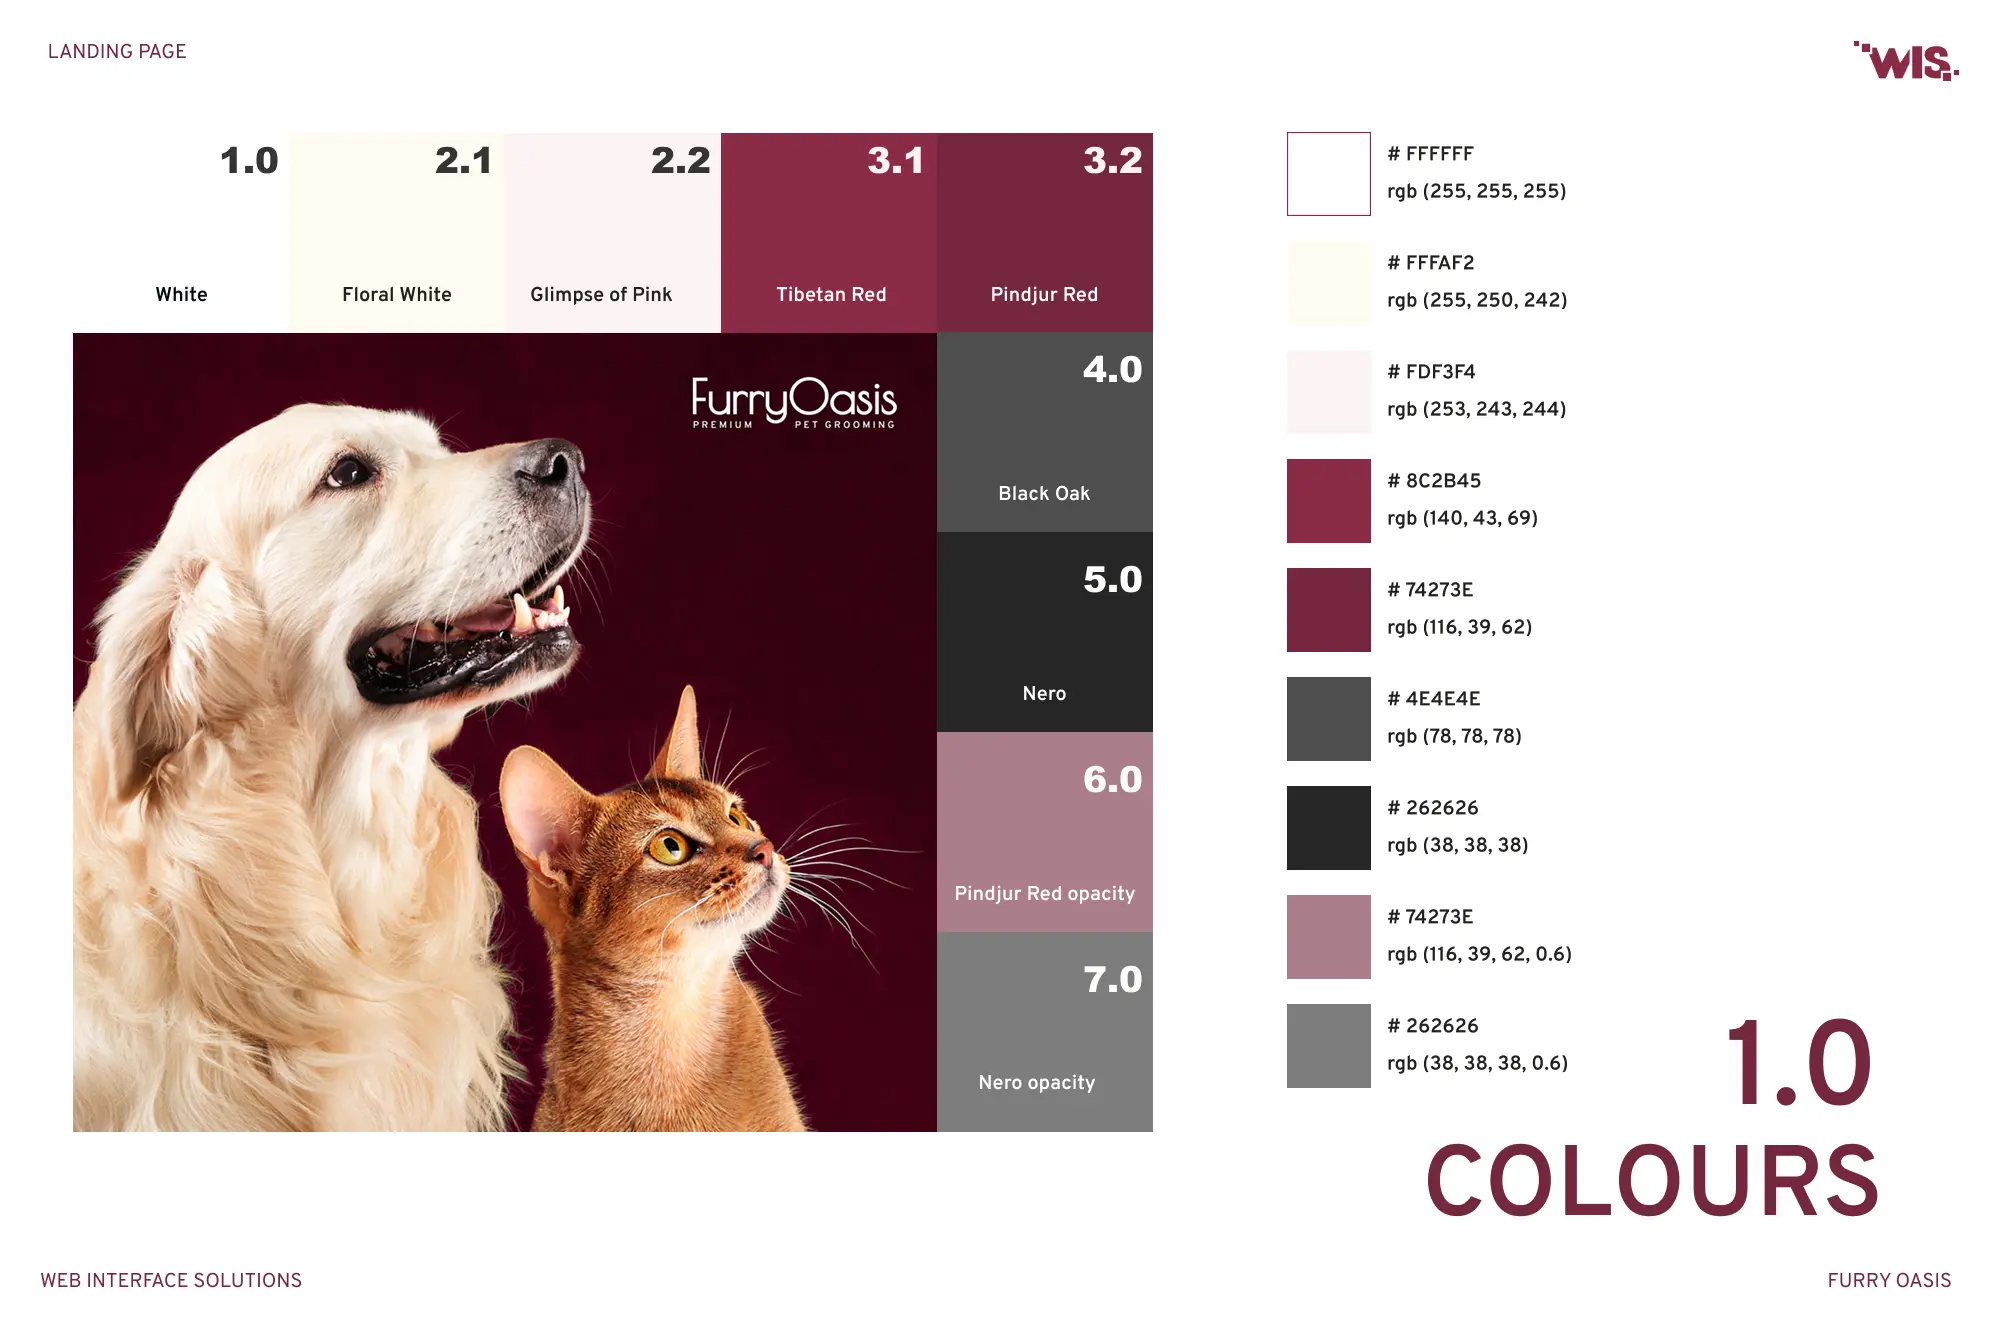 LANDING PAGE
WIS.
1.0
White
2.1
Floral White
2.2
Glimpse of Pink
3.1
Tibetan Red
3.2
Pindjur Red
FurryOasis
PREMIUM PET GROOMING
4.0
Black Oak
5.0
Nero
6.0
Pindjur Red opacity
7.0
Nero opacity
# FFFFFF
rgb (255, 255, 255)
# FFFAF2
rgb (255, 250, 242)
# FDF3F4
rgb (253, 243, 244)
# 8C2B45
rgb (140, 43, 69)
# 74273E
rgb (116, 39, 62)
# 4E4E4E
rgb (78, 78, 78)
# 262626
rgb (38, 38, 38)
# 74273E
rgb (116, 39, 62, 0.6)
# 262626
rgb (38, 38, 38, 0.6)
1.0
COLOURS
WEB INTERFACE SOLUTIONS
FURRY OASIS